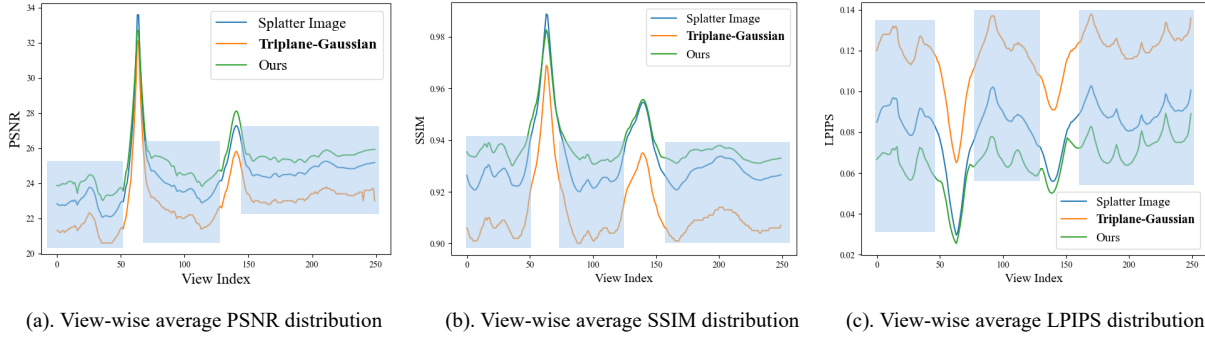 34
32
30
28
26
24
22
20
PSNR
0
50
100
150
200
250
View Index
Splatter Image
Triplane-Gaussian
Ours
(a). View-wise average PSNR distribution
0.98
0.96
0.94
0.92
0.90
SSIM
0
50
100
150
200
250
View Index
Splatter Image
Triplane-Gaussian
Ours
(b). View-wise average SSIM distribution
0.14
0.12
0.10
0.08
0.06
0.04
0.02
LPIPS
0
50
100
150
200
250
View Index
Splatter Image
Triplane-Gaussian
Ours
(c). View-wise average LPIPS distribution